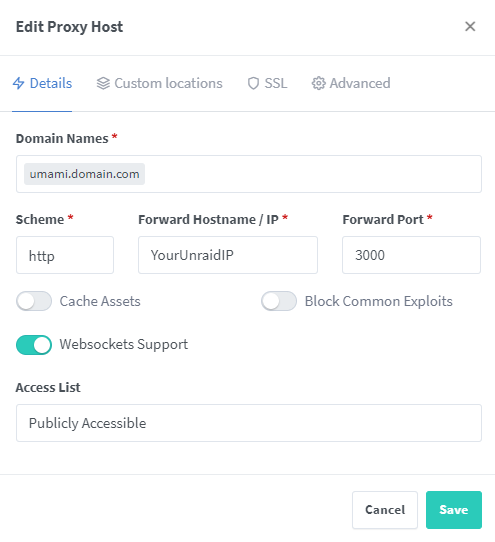 Edit Proxy Host
Details Custom locations SSL Advanced
Domain Names *
umami.domain.com
Scheme * Forward Hostname / IP * Forward Port *
http YourUnraidIP 3000
Cache Assets Block Common Exploits
Websockets Support
Access List
Publicly Accessible
Cancel Save